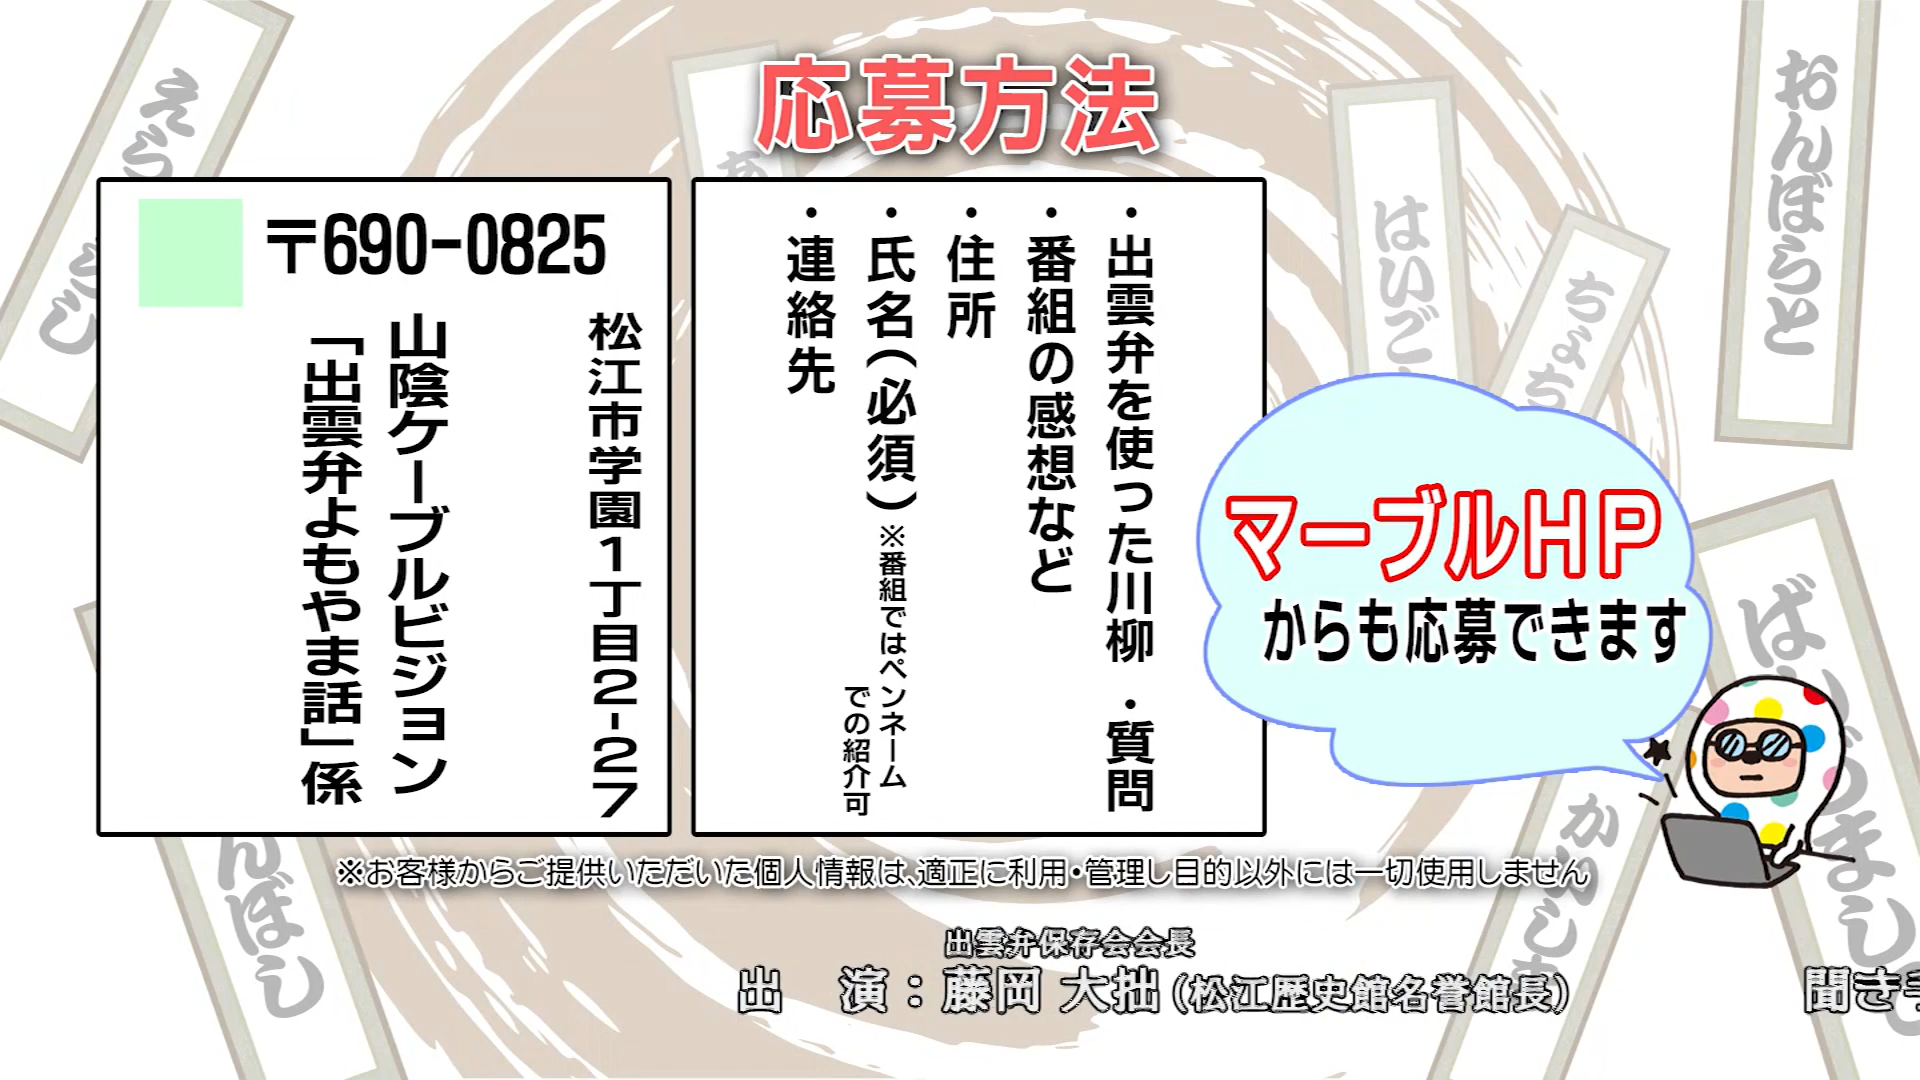 応募方法
〒690-0825
松江市学園1丁目2-27
山陰ケーブルビジョン
「出雲弁よもやま話」係
・出雲弁を使った川柳 ・質問
・番組の感想など
・住所
・氏名(必須)※番組ではペンネーム
での紹介可
・連絡先
マーブルHP
からも応募できます
※お客様からご提供いただいた個人情報は、適正に利用・管理し目的以外には一切使用しません
出雲弁保存会会長
出 演:藤岡 大拙(松江歴史館名誉館長)
聞き手
おんぼらと
はいご
ちょち
えら
んぼし